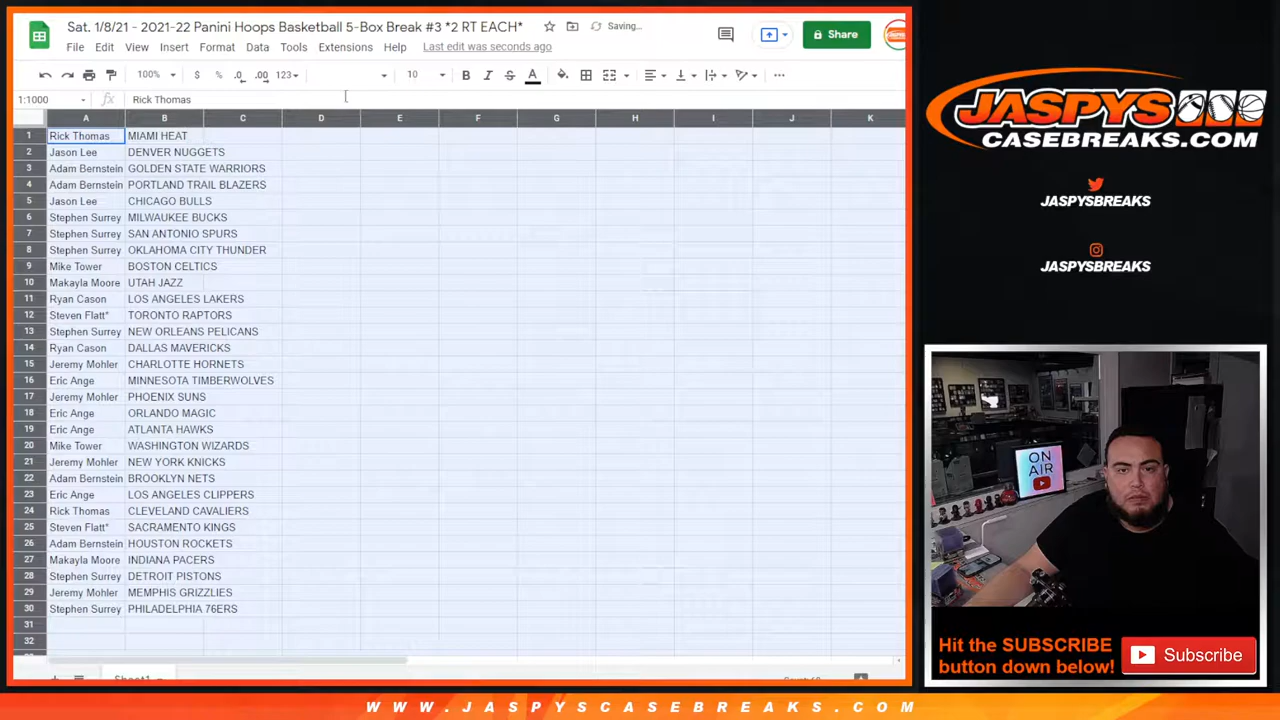 Sat. 1/8/21 - 2021-22 Panini Hoops Basketball 5-Box Break #3 *2 RT EACH*
Saving...
File Edit View Insert Format Data Tools Extensions Help Last edit was seconds ago
Share
100% $ % .0 .00 123 10 B I S A
1:1000 fx Rick Thomas
A B C D E F G H I J K
1 Rick Thomas MIAMI HEAT
2 Jason Lee DENVER NUGGETS
3 Adam Bernstein GOLDEN STATE WARRIORS
4 Adam Bernstein PORTLAND TRAIL BLAZERS
5 Jason Lee CHICAGO BULLS
6 Stephen Surrey MILWAUKEE BUCKS
7 Stephen Surrey SAN ANTONIO SPURS
8 Stephen Surrey OKLAHOMA CITY THUNDER
9 Mike Tower BOSTON CELTICS
10 Makayla Moore UTAH JAZZ
11 Ryan Cason LOS ANGELES LAKERS
12 Steven Flatt* TORONTO RAPTORS
13 Stephen Surrey NEW ORLEANS PELICANS
14 Ryan Cason DALLAS MAVERICKS
15 Jeremy Mohler CHARLOTTE HORNETS
16 Eric Ange MINNESOTA TIMBERWOLVES
17 Jeremy Mohler PHOENIX SUNS
18 Eric Ange ORLANDO MAGIC
19 Eric Ange ATLANTA HAWKS
20 Mike Tower WASHINGTON WIZARDS
21 Jeremy Mohler NEW YORK KNICKS
22 Adam Bernstein BROOKLYN NETS
23 Eric Ange LOS ANGELES CLIPPERS
24 Rick Thomas CLEVELAND CAVALIERS
25 Steven Flatt* SACRAMENTO KINGS
26 Adam Bernstein HOUSTON ROCKETS
27 Makayla Moore INDIANA PACERS
28 Stephen Surrey DETROIT PISTONS
29 Jeremy Mohler MEMPHIS GRIZZLIES
30 Stephen Surrey PHILADELPHIA 76ERS
31
32
JASPYS
CASEBREAKS.COM
JASPYSBREAKS
JASPYSBREAKS
ON
AIR
Hit the SUBSCRIBE
button down below!
Subscribe
WWW.JASPYSCASEBREAKS.COM